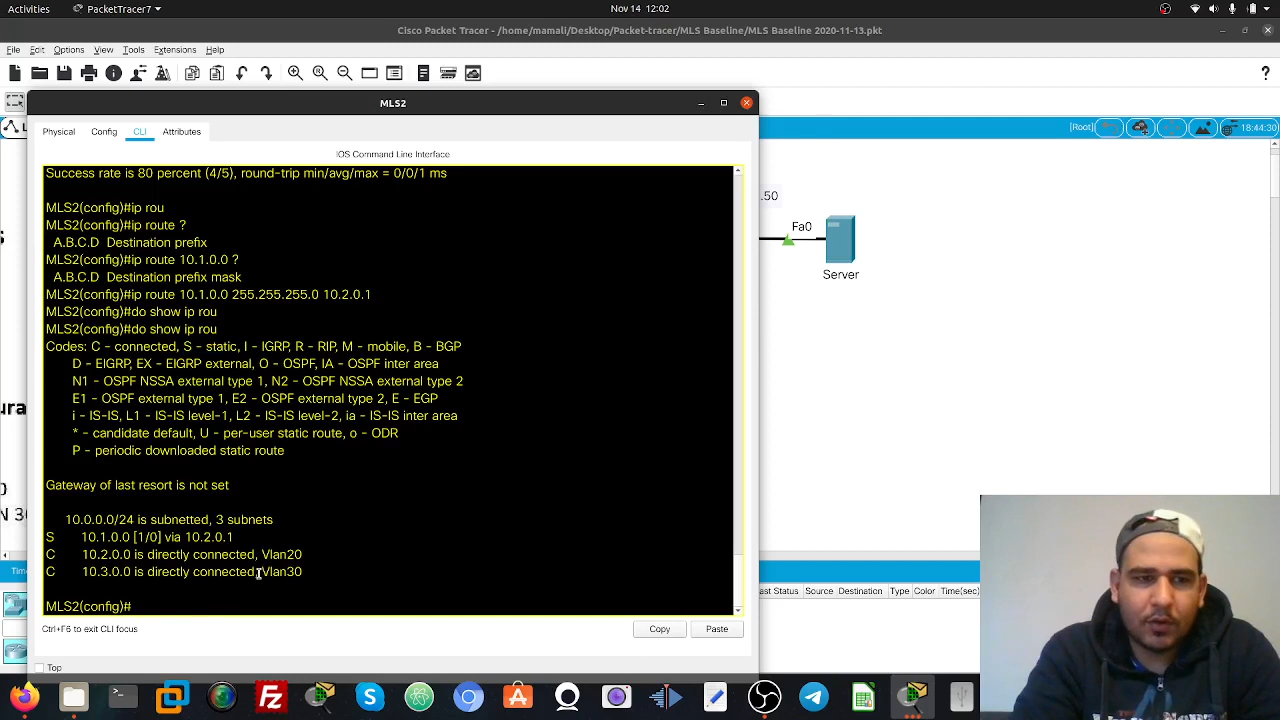 Activities
PacketTracer7
Nov 14 12:02
Cisco Packet Tracer - /home/mamali/Desktop/Packet-tracer/MLS Baseline/MLS Baseline 2020-11-13.pkt
File Edit Options View Tools Extensions Help
?
MLS2
[Root]
18:44:30
Physical Config CLI Attributes
IOS Command Line Interface
Success rate is 80 percent (4/5), round-trip min/avg/max = 0/0/1 ms
MLS2(config)#ip rou
MLS2(config)#ip route ?
A.B.C.D Destination prefix
MLS2(config)#ip route 10.1.0.0 ?
A.B.C.D Destination prefix mask
MLS2(config)#ip route 10.1.0.0 255.255.255.0 10.2.0.1
MLS2(config)#do show ip rou
MLS2(config)#do show ip rou
Codes: C - connected, S - static, I - IGRP, R - RIP, M - mobile, B - BGP
D - EIGRP, EX - EIGRP external, O - OSPF, IA - OSPF inter area
N1 - OSPF NSSA external type 1, N2 - OSPF NSSA external type 2
E1 - OSPF external type 1, E2 - OSPF external type 2, E - EGP
i - IS-IS, L1 - IS-IS level-1, L2 - IS-IS level-2, ia - IS-IS inter area
* - candidate default, U - per-user static route, o - ODR
P - periodic downloaded static route
Gateway of last resort is not set
10.0.0.0/24 is subnetted, 3 subnets
S 10.1.0.0 [1/0] via 10.2.0.1
C 10.2.0.0 is directly connected, Vlan20
C 10.3.0.0 is directly connected, Vlan30
MLS2(config)#
Ctrl+F6 to exit CLI focus
Copy
Paste
Top
.50
Fa0
Server
Last Status Source Destination Type Color Time(sec)